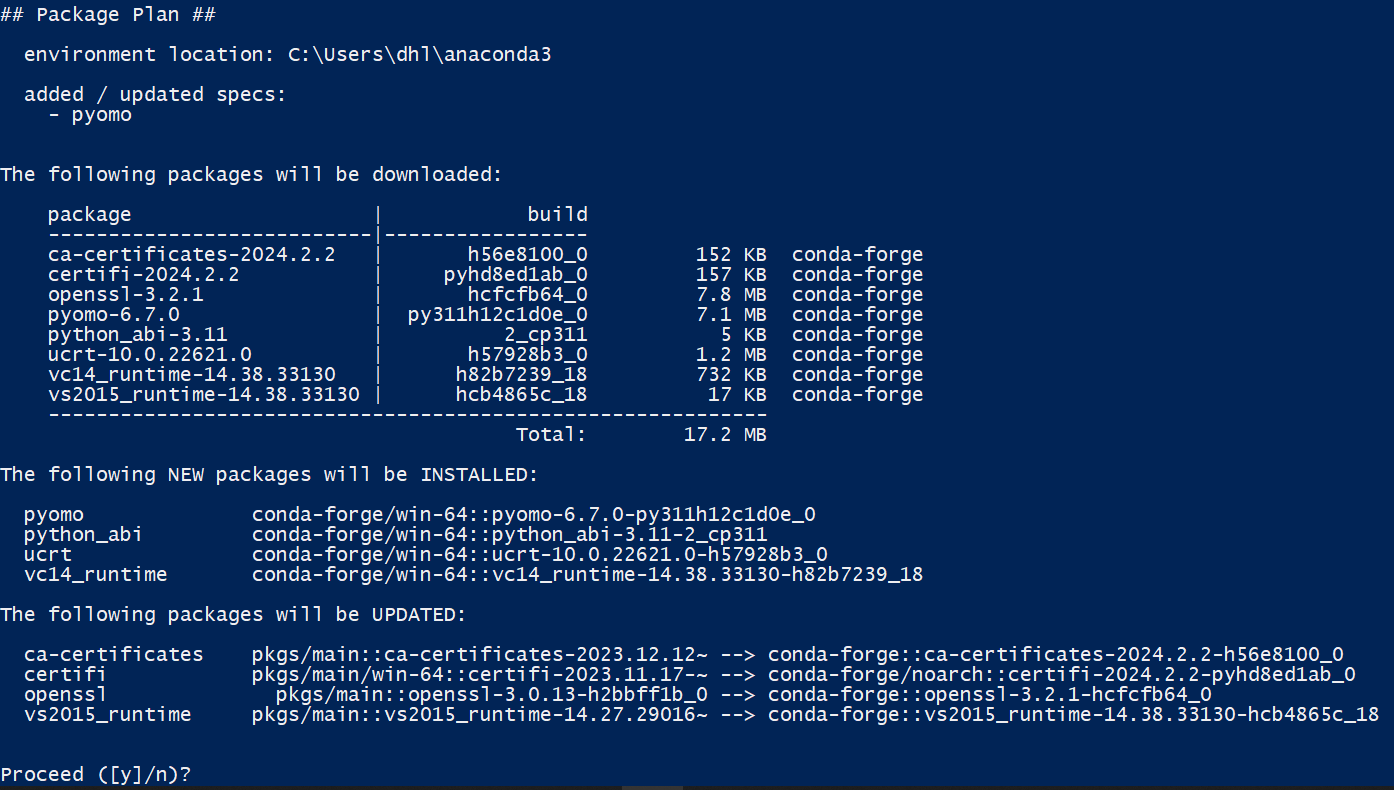 ## Package Plan ##
environment location: C:\Users\dhl\anaconda3
added / updated specs:
- pyomo
The following packages will be downloaded:
package | build
---------------------------|-----------------
ca-certificates-2024.2.2 | h56e8100_0 152 KB conda-forge
certifi-2024.2.2 | pyhd8ed1ab_0 157 KB conda-forge
openssl-3.2.1 | hcfcfb64_0 7.8 MB conda-forge
pyomo-6.7.0 | py311h12c1d0e_0 7.1 MB conda-forge
python_abi-3.11 | 2_cp311 5 KB conda-forge
ucrt-10.0.22621.0 | h57928b3_0 1.2 MB conda-forge
vc14_runtime-14.38.33130 | h82b7239_18 732 KB conda-forge
vs2015_runtime-14.38.33130 | hcb4865c_18 17 KB conda-forge
------------------------------------------------------------
Total: 17.2 MB
The following NEW packages will be INSTALLED:
pyomo conda-forge/win-64::pyomo-6.7.0-py311h12c1d0e_0
python_abi conda-forge/win-64::python_abi-3.11-2_cp311
ucrt conda-forge/win-64::ucrt-10.0.22621.0-h57928b3_0
vc14_runtime conda-forge/win-64::vc14_runtime-14.38.33130-h82b7239_18
The following packages will be UPDATED:
ca-certificates pkgs/main::ca-certificates-2023.12.12~ --> conda-forge::ca-certificates-2024.2.2-h56e8100_0
certifi pkgs/main/win-64::certifi-2023.11.17-~ --> conda-forge/noarch::certifi-2024.2.2-pyhd8ed1ab_0
openssl pkgs/main::openssl-3.0.13-h2bbff1b_0 --> conda-forge::openssl-3.2.1-hcfcfb64_0
vs2015_runtime pkgs/main::vs2015_runtime-14.27.29016~ --> conda-forge::vs2015_runtime-14.38.33130-hcb4865c_18
Proceed ([y]/n)?